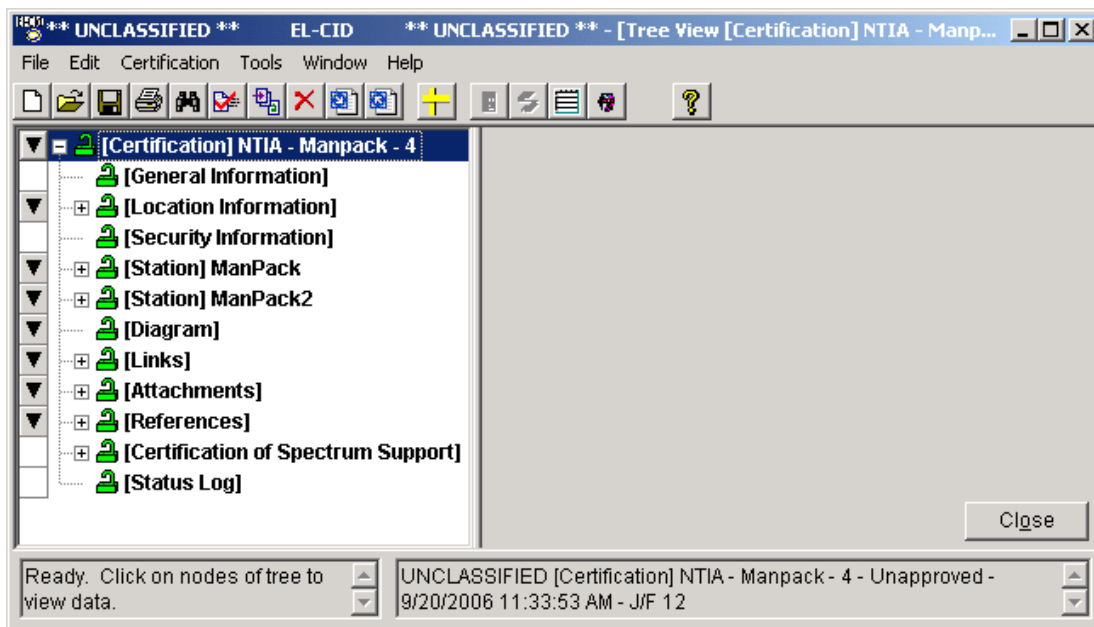 ** UNCLASSIFIED ** EL-CID ** UNCLASSIFIED ** - [Tree View [Certification] NTIA - Manp...
File Edit Certification Tools Window Help
[Certification] NTIA - Manpack - 4
[General Information]
[Location Information]
[Security Information]
[Station] ManPack
[Station] ManPack2
[Diagram]
[Links]
[Attachments]
[References]
[Certification of Spectrum Support]
[Status Log]
Close
Ready. Click on nodes of tree to
view data.
UNCLASSIFIED [Certification] NTIA - Manpack - 4 - Unapproved -
9/20/2006 11:33:53 AM - J/F 12